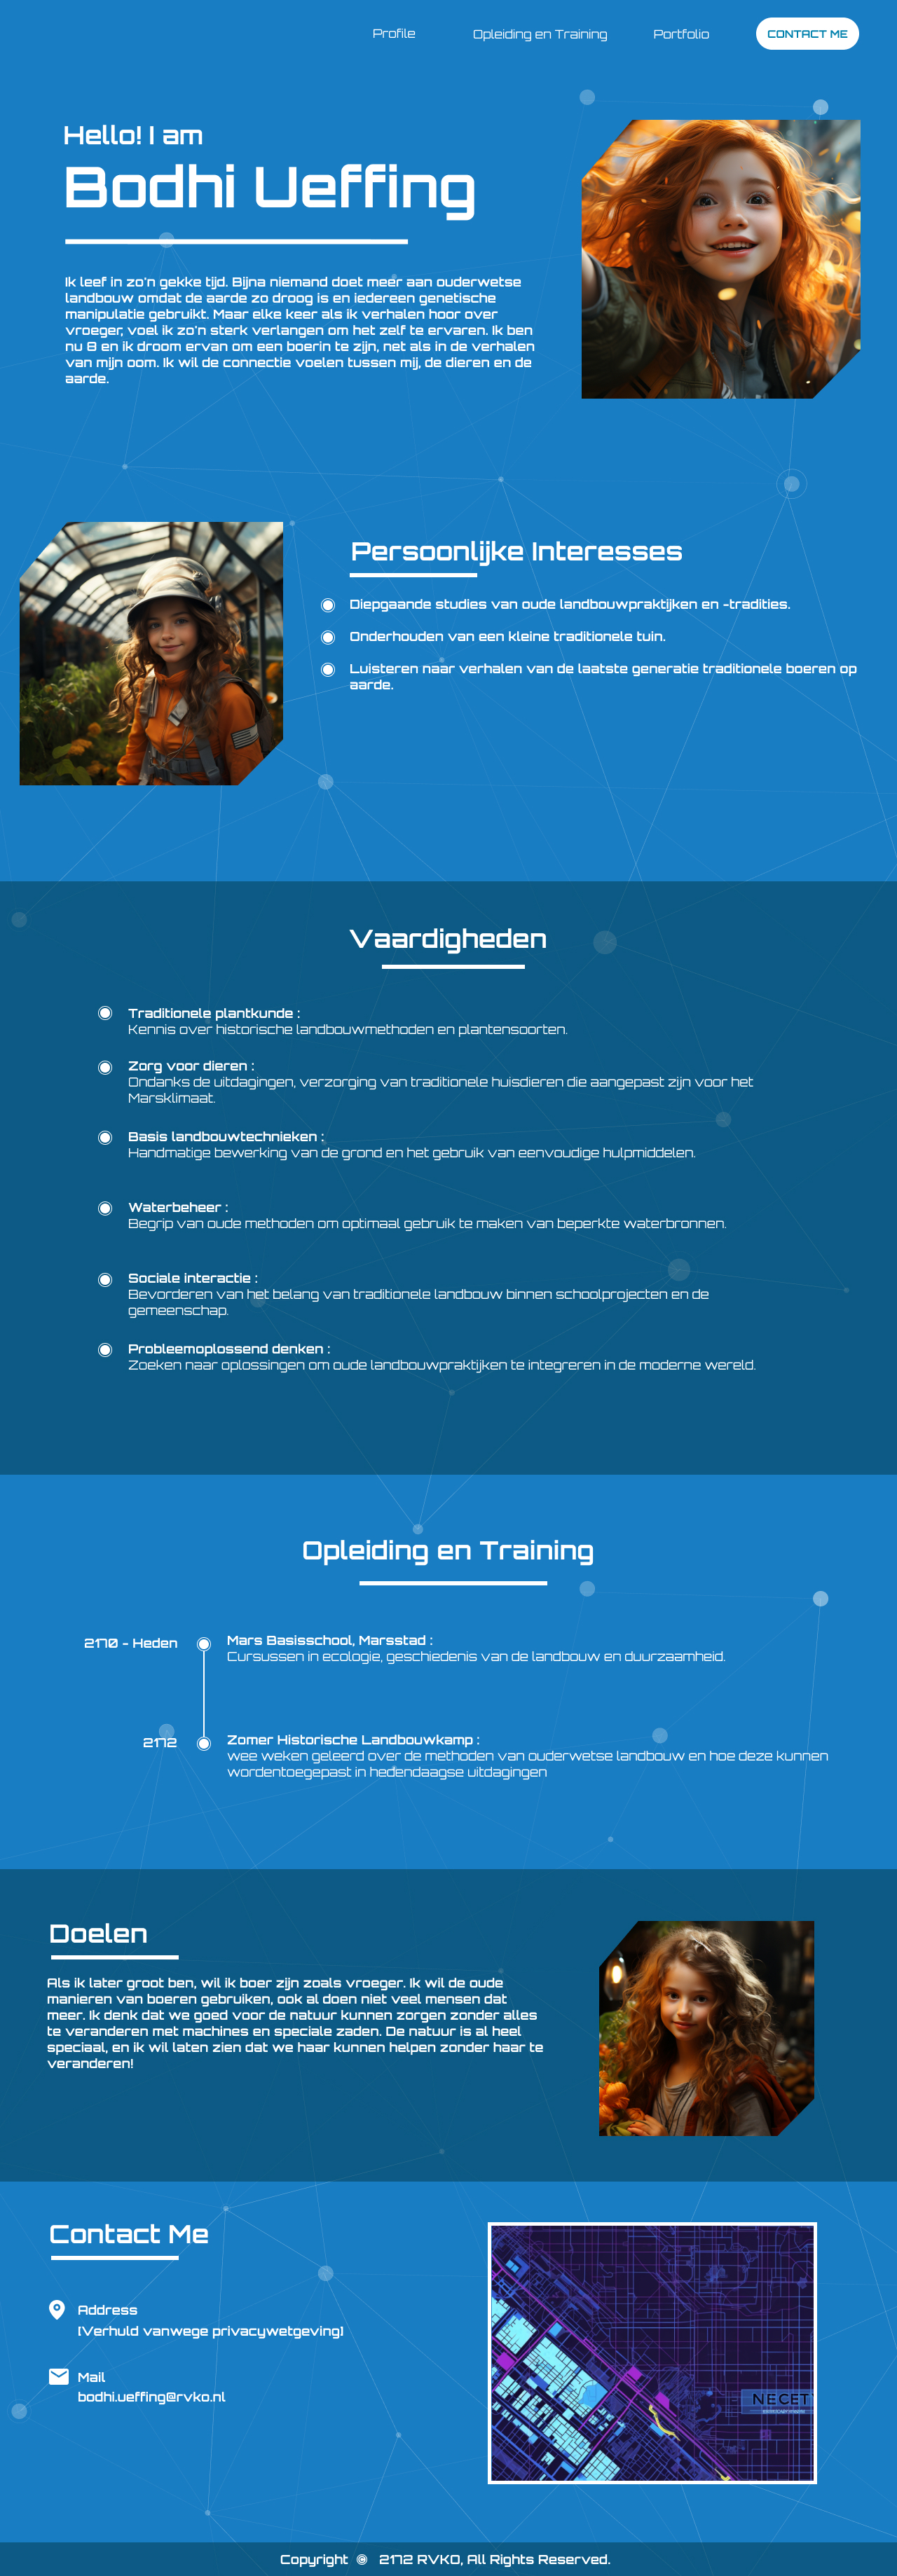 Profile
Opleiding en Training
Portfolio
CONTACT ME
Hello! I am
Bodhi Ueffing
Ik leef in zo'n gekke tijd. Bijna niemand doet meer aan ouderwetse
landbouw omdat de aarde zo droog is en iedereen genetische
manipulatie gebruikt. Maar elke keer als ik verhalen hoor over
vroeger, voel ik zo'n sterk verlangen om het zelf te ervaren. Ik ben
nu 8 en ik droom ervan om een boerin te zijn, net als in de verhalen
van mijn oom. Ik wil de connectie voelen tussen mij, de dieren en de
aarde.
Persoonlijke Interesses
Diepgaande studies van oude landbouwpraktijken en -tradities.
Onderhouden van een kleine traditionele tuin.
Luisteren naar verhalen van de laatste generatie traditionele boeren op
aarde.
Vaardigheden
Traditionele plantkunde :
Kennis over historische landbouwmethoden en plantensoorten.
Zorg voor dieren :
Ondanks de uitdagingen, verzorging van traditionele huisdieren die aangepast zijn voor het
Marsklimaat.
Basis landbouwtechnieken :
Handmatige bewerking van de grond en het gebruik van eenvoudige hulpmiddelen.
Waterbeheer :
Begrip van oude methoden om optimaal gebruik te maken van beperkte waterbronnen.
Sociale interactie :
Bevorderen van het belang van traditionele landbouw binnen schoolprojecten en de
gemeenschap.
Probleemoplossend denken :
Zoeken naar oplossingen om oude landbouwpraktijken te integreren in de moderne wereld.
Opleiding en Training
2170 - Heden
Mars Basisschool, Marsstad :
Cursussen in ecologie, geschiedenis van de landbouw en duurzaamheid.
2172
Zomer Historische Landbouwkamp :
wee weken geleerd over de methoden van ouderwetse landbouw en hoe deze kunnen
wordentoegepast in hedendaagse uitdagingen
Doelen
Als ik later groot ben, wil ik boer zijn zoals vroeger. Ik wil de oude
manieren van boeren gebruiken, ook al doen niet veel mensen dat
meer. Ik denk dat we goed voor de natuur kunnen zorgen zonder alles
te veranderen met machines en speciale zaden. De natuur is al heel
speciaal, en ik wil laten zien dat we haar kunnen helpen zonder haar te
veranderen!
Contact Me
Address
[Verhuld vanwege privacywetgeving]
Mail
bodhi.ueffing@rvko.nl
NECET
Copyright © 2172 RVKO, All Rights Reserved.